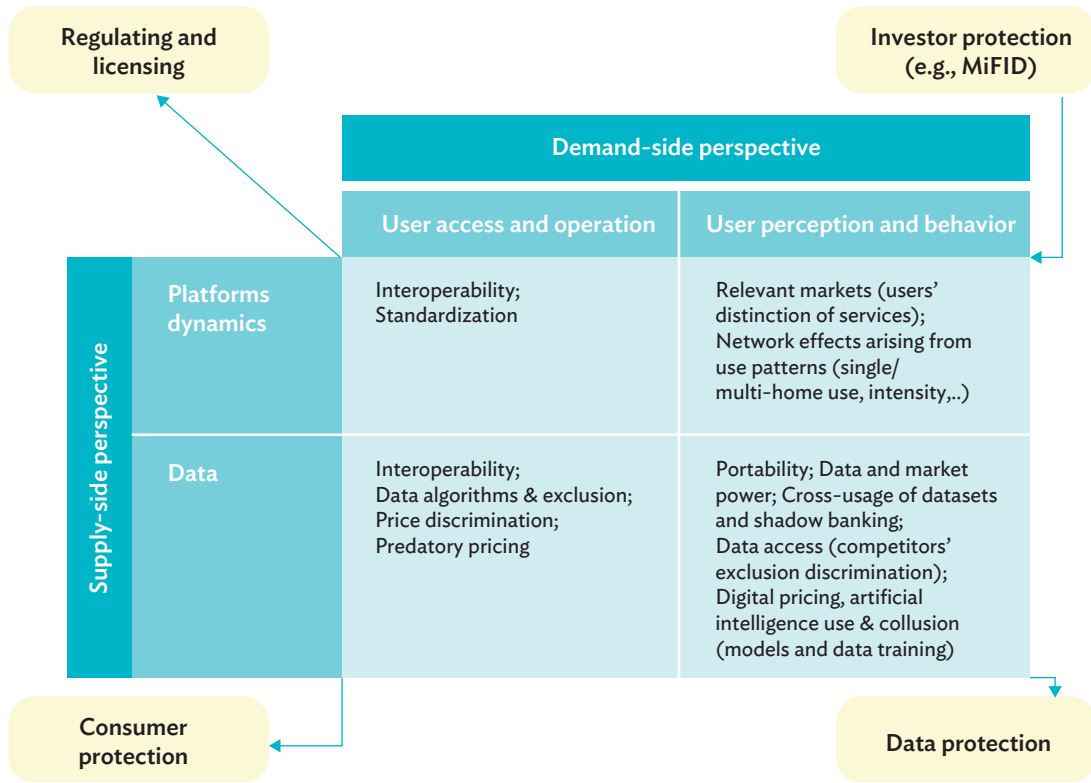 Regulating and
licensing
Investor protection
(e.g., MiFID)
Demand-side perspective
User access and operation
User perception and behavior
Supply-side perspective
Platforms
dynamics
Interoperability;
Standardization
Relevant markets (users’
distinction of services);
Network effects arising from
use patterns (single/
multi-home use, intensity,..)
Data
Interoperability;
Data algorithms & exclusion;
Price discrimination;
Predatory pricing
Portability; Data and market
power; Cross-usage of datasets
and shadow banking;
Data access (competitors’
exclusion discrimination);
Digital pricing, artificial
intelligence use & collusion
(models and data training)
Consumer
protection
Data protection